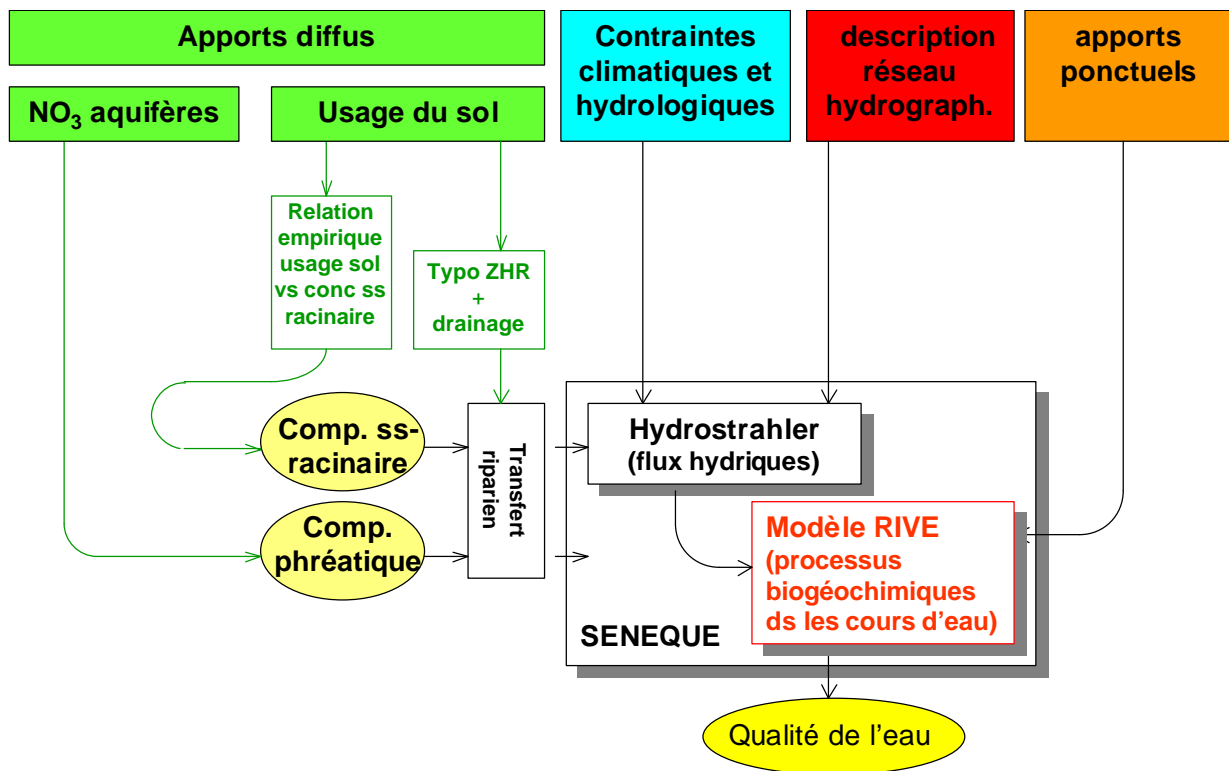 Apports diffus
NO3 aquifères
Usage du sol
Contraintes
climatiques et
hydrologiques
description
réseau
hydrograph.
apports
ponctuels
Relation
empirique
usage sol
vs conc ss
racinaire
Typo ZHR
+
drainage
Comp. ss-
racinaire
Comp.
phréatique
Transfert
riparien
Hydrostrahler
(flux hydriques)
Modèle RIVE
(processus
biogéochimiques
ds les cours d’eau)
SENEQUE
Qualité de l’eau